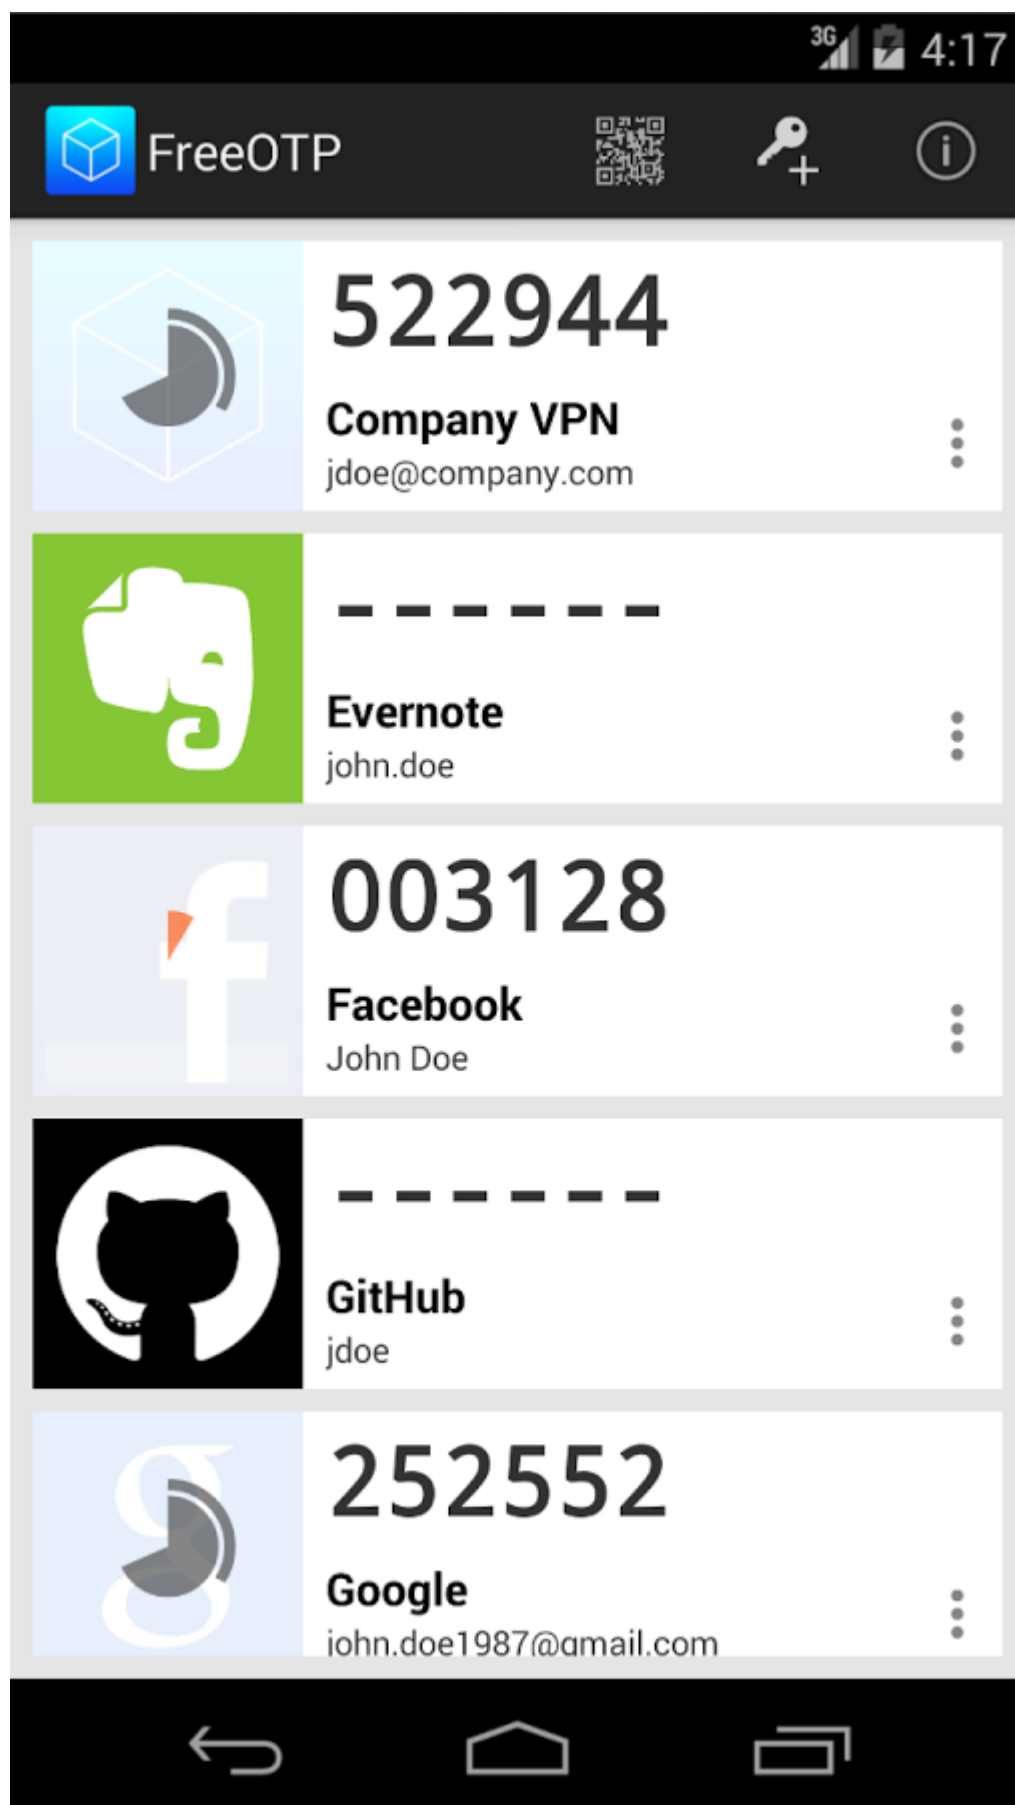 3G 4:17
FreeOTP
522944
Company VPN
jdoe@company.com
------
Evernote
john.doe
003128
Facebook
John Doe
------
GitHub
jdoe
252552
Google
john.doe1987@gmail.com